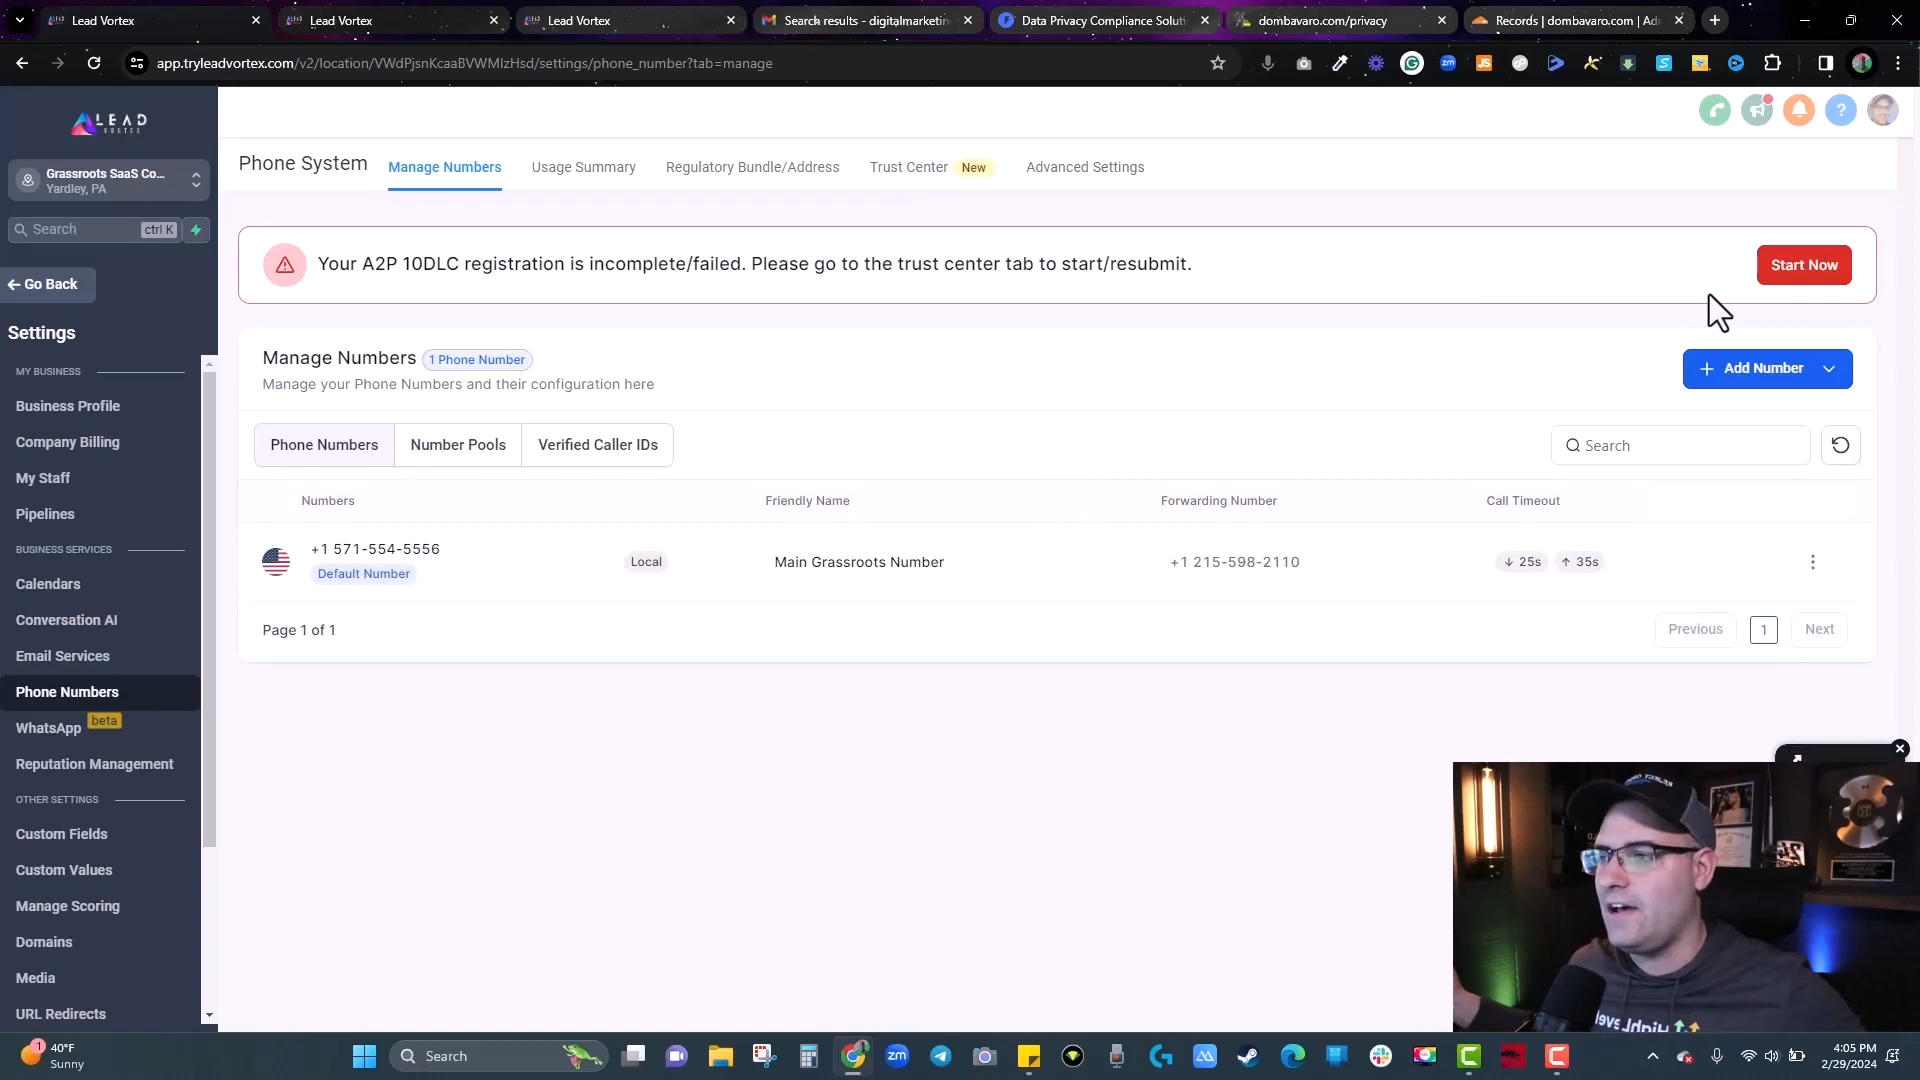 Lead Vortex
Lead Vortex
Lead Vortex
Search results - digitalmarketin
Data Privacy Compliance Soluti
dombavaro.com/privacy
Records | dombavaro.com | Ad
app.tryleadvortex.com/v2/location/VWdPjsnKcaaBVWMlzHsd/settings/phone_number?tab=manage
LEAD
VORTEX
Grassroots SaaS Co...
Yardley, PA
Search
ctrl K
Go Back
Settings
MY BUSINESS
Business Profile
Company Billing
My Staff
Pipelines
BUSINESS SERVICES
Calendars
Conversation AI
Email Services
Phone Numbers
WhatsApp beta
Reputation Management
OTHER SETTINGS
Custom Fields
Custom Values
Manage Scoring
Domains
Media
URL Redirects
Phone System
Manage Numbers
Usage Summary
Regulatory Bundle/Address
Trust Center New
Advanced Settings
Your A2P 10DLC registration is incomplete/failed. Please go to the trust center tab to start/resubmit.
Start Now
Manage Numbers 1 Phone Number
Manage your Phone Numbers and their configuration here
+ Add Number
Phone Numbers
Number Pools
Verified Caller IDs
Search
Numbers
Friendly Name
Forwarding Number
Call Timeout
+1 571-554-5556
Default Number
Local
Main Grassroots Number
+1 215-598-2110
↓ 25s
↑ 35s
Page 1 of 1
Previous
1
Next
HighLevel
1
40°F
Sunny
Search
zm
4:05 PM
2/29/2024